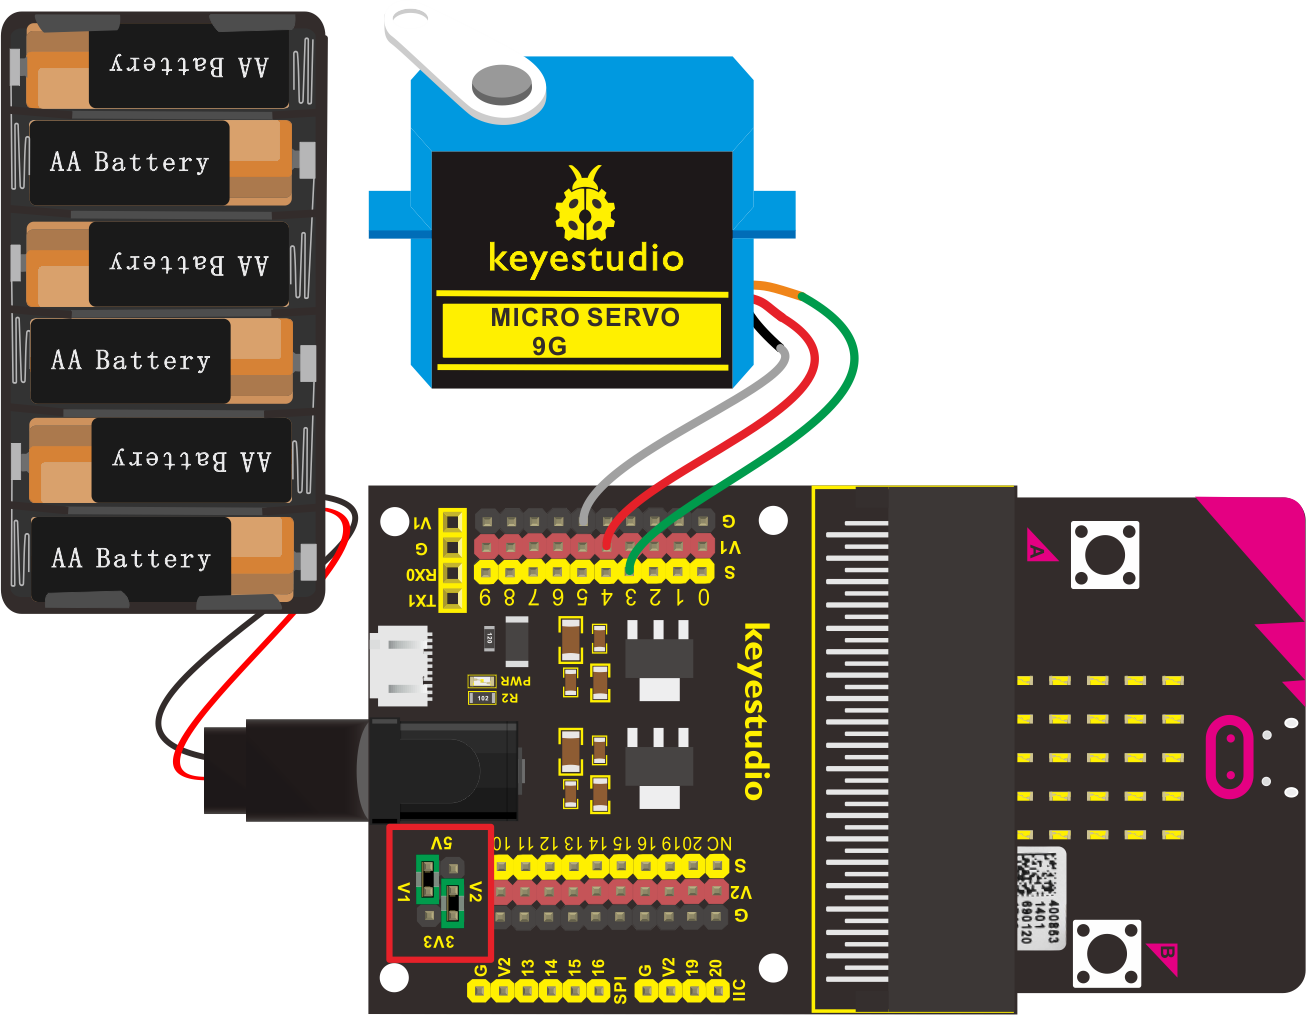 AA Battery
AA Battery
AA Battery
AA Battery
AA Battery
AA Battery
keyestudio
MICRO SERVO
9G
V1
G
RX0
TX1
G
V1
S
9 8 7 6 5 4 3 2 1 0
120
PWR
R2
102
keyestudio
A
B
5V
V1
V2
3V3
10 11 12 13 14 15 16 19 20 NC
S
V2
G
G
V2
13
14
15
16
SPI
G
V2
19
20
IIC
400863
1401
690120